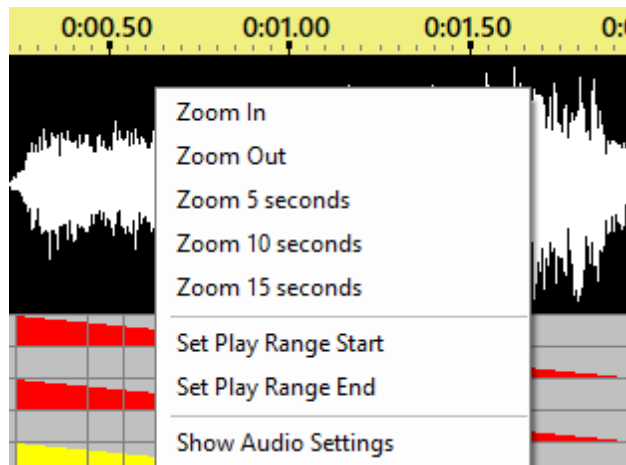 0:00.50 0:01.00 0:01.50
Zoom In
Zoom Out
Zoom 5 seconds
Zoom 10 seconds
Zoom 15 seconds
Set Play Range Start
Set Play Range End
Show Audio Settings